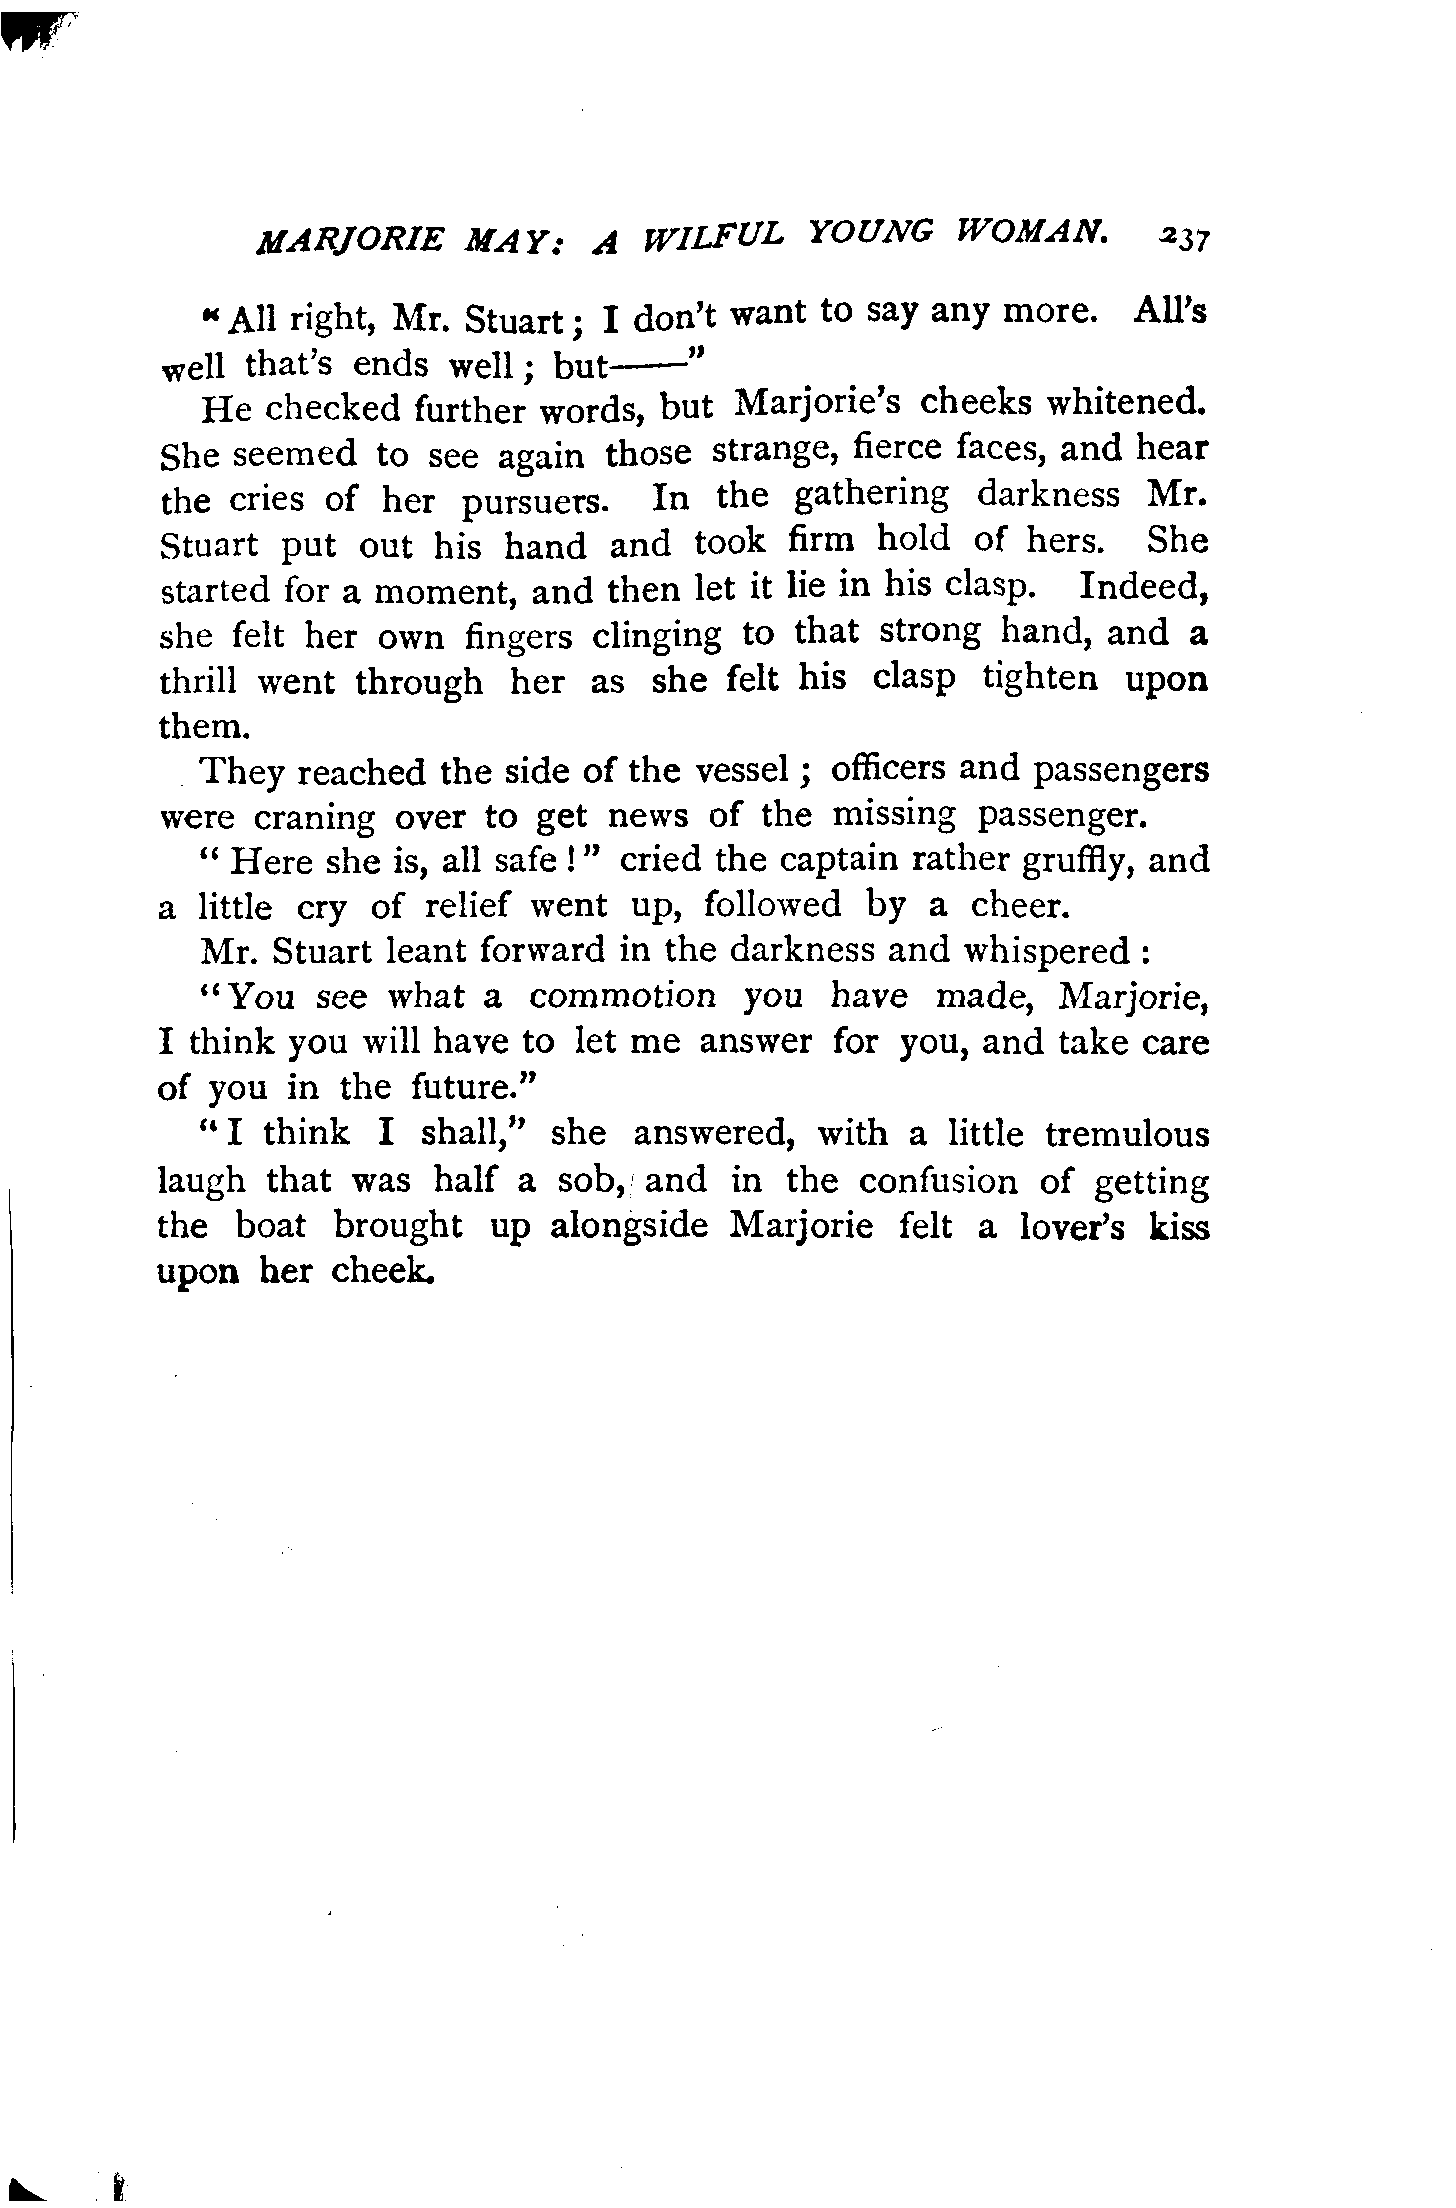 MARJORIE MAY: A WILFUL YOUNG WOMAN. 237
"All right, Mr. Stuart; I don't want to say any more. All's
well that's ends well; but——"
He checked further words, but Marjorie's cheeks whitened.
She seemed to see again those strange, fierce faces, and hear
the cries of her pursuers. In the gathering darkness Mr.
Stuart put out his hand and took firm hold of hers. She
started for a moment, and then let it lie in his clasp. Indeed,
she felt her own fingers clinging to that strong hand, and a
thrill went through her as she felt his clasp tighten upon
them.
They reached the side of the vessel; officers and passengers
were craning over to get news of the missing passenger.
"Here she is, all safe!" cried the captain rather gruffly, and
a little cry of relief went up, followed by a cheer.
Mr. Stuart leant forward in the darkness and whispered:
"You see what a commotion you have made, Marjorie,
I think you will have to let me answer for you, and take care
of you in the future."
"I think I shall," she answered, with a little tremulous
laugh that was half a sob, and in the confusion of getting
the boat brought up alongside Marjorie felt a lover's kiss
upon her cheek.